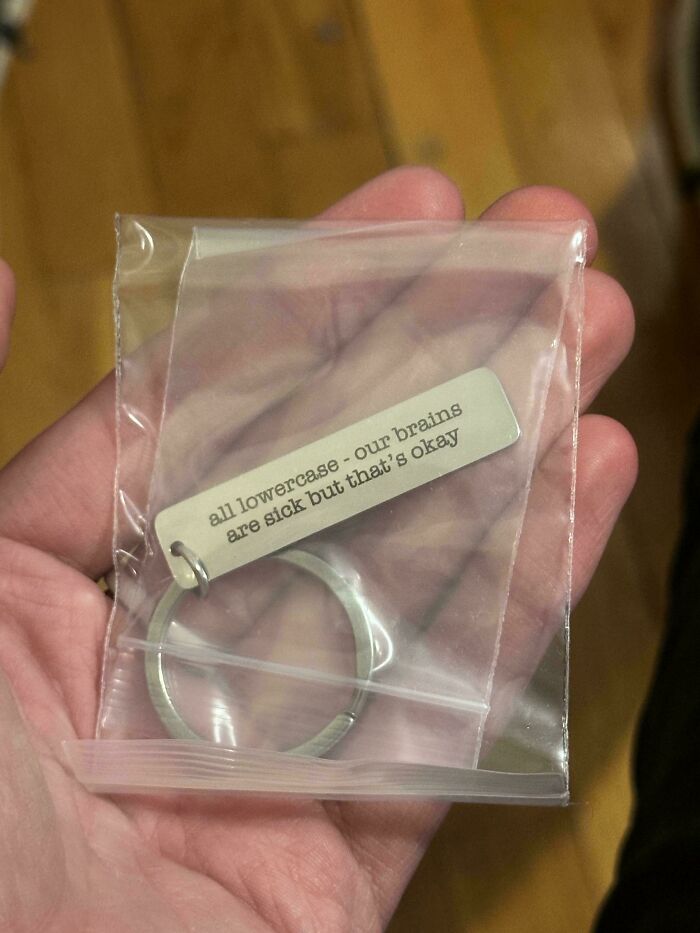 all lowercase - our brains
are sick but that's okay